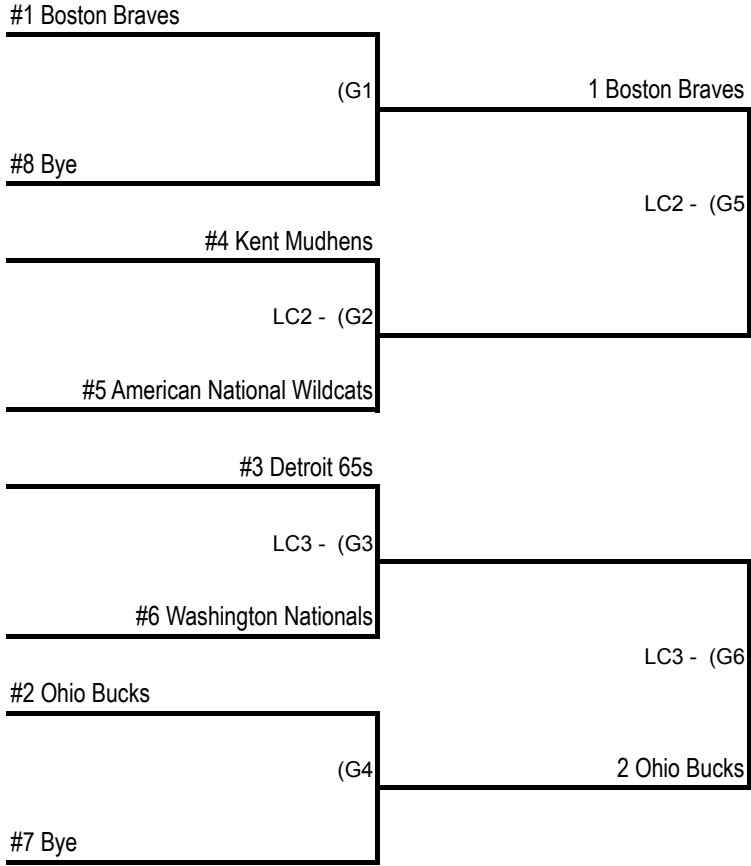 #1 Boston Braves
(G1
1 Boston Braves
#8 Bye
LC2 - (G5
#4 Kent Mudhens
LC2 - (G2
#5 American National Wildcats
#3 Detroit 65s
LC3 - (G3
#6 Washington Nationals
LC3 - (G6
#2 Ohio Bucks
(G4
2 Ohio Bucks
#7 Bye